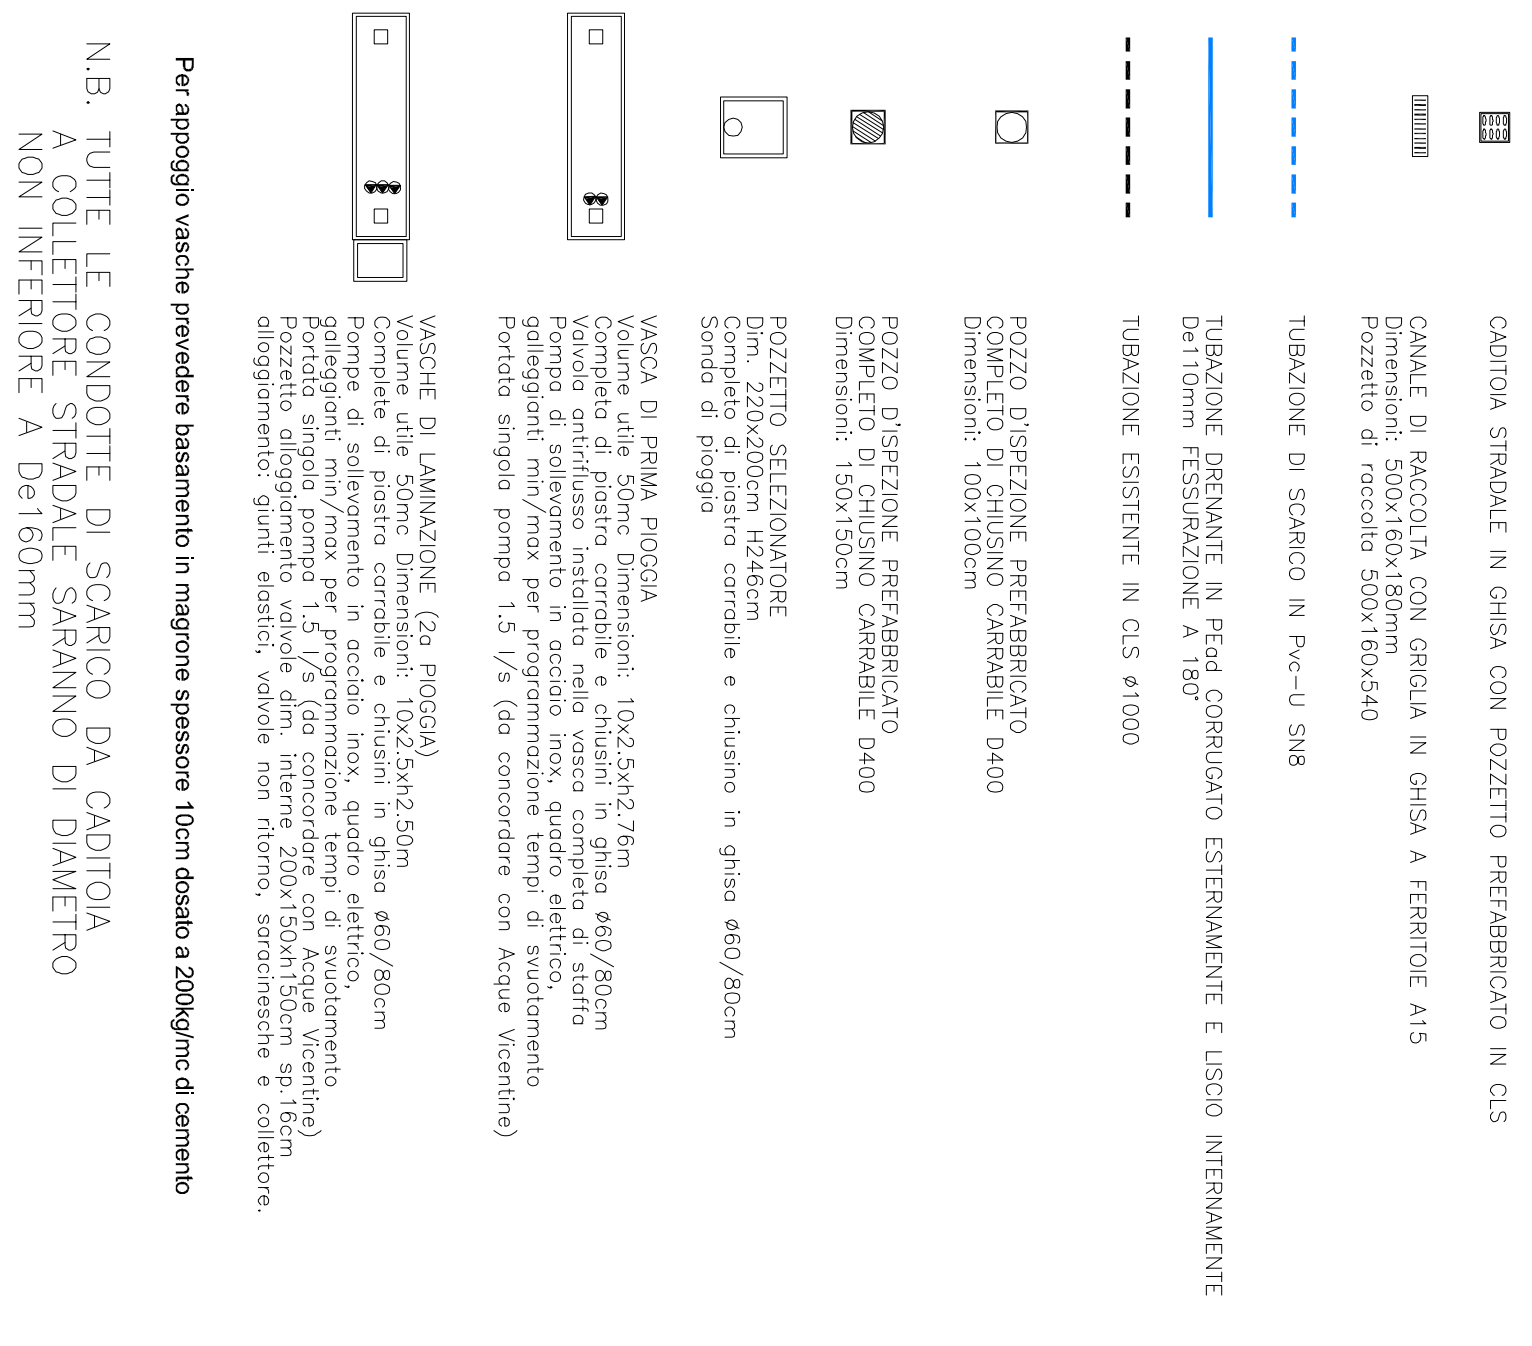 CADITOIA STRADALE IN GHISA CON POZZETTO PREFABBRICATO IN CLS
CANALE DI RACCOLTA CON GRIGLIA IN GHISA A FERRITOIE A15
Dimensioni: 500x160x180mm
Pozzetto di raccolta 500x160x540
TUBAZIONE DI SCARICO IN Pvc-U SN8
TUBAZIONE DRENANTE IN PEad CORRUGATO ESTERNAMENTE E LISCIO INTERNAMENTE
De110mm FESSURAZIONE A 180°
TUBAZIONE ESISTENTE IN CLS ø1000
POZZO D'ISPEZIONE PREFABBRICATO
COMPLETO DI CHIUSINO CARRABILE D400
Dimensioni: 100x100cm
POZZO D'ISPEZIONE PREFABBRICATO
COMPLETO DI CHIUSINO CARRABILE D400
Dimensioni: 150x150cm
POZZETTO SELEZIONATORE
Dim. 220x200cm H246cm
Completo di piastra carrabile e chiusino in ghisa ø60/80cm
Sonda di pioggia
VASCA DI PRIMA PIOGGIA
Volume utile 50mc Dimensioni: 10x2.5xh2.76m
Completa di piastra carrabile e chiusini in ghisa ø60/80cm
Valvola antiriflusso installata nella vasca completa di staffa
Pompa di sollevamento in acciaio inox, quadro elettrico,
galleggianti min/max per programmazione tempi di svuotamento
Portata singola pompa 1.5 l/s (da concordare con Acque Vicentine)
VASCHE DI LAMINAZIONE (2a PIOGGIA)
Volume utile 50mc Dimensioni: 10x2.5xh2.50m
Complete di piastra carrabile e chiusini in ghisa ø60/80cm
Pompe di sollevamento in acciaio inox, quadro elettrico,
galleggianti min/max per programmazione tempi di svuotamento
Portata singola pompa 1.5 l/s (da concordare con Acque Vicentine)
Pozzetto alloggiamento valvole dim. interne 200x150xh150cm sp.16cm
alloggiamento: giunti elastici, valvole non ritorno, saracinesche e collettore.
Per appoggio vasche prevedere basamento in magrone spessore 10cm dosato a 200kg/mc di cemento
N.B. TUTTE LE CONDOTTE DI SCARICO DA CADITOIA
A COLLETTORE STRADALE SARANNO DI DIAMETRO
NON INFERIORE A De160mm